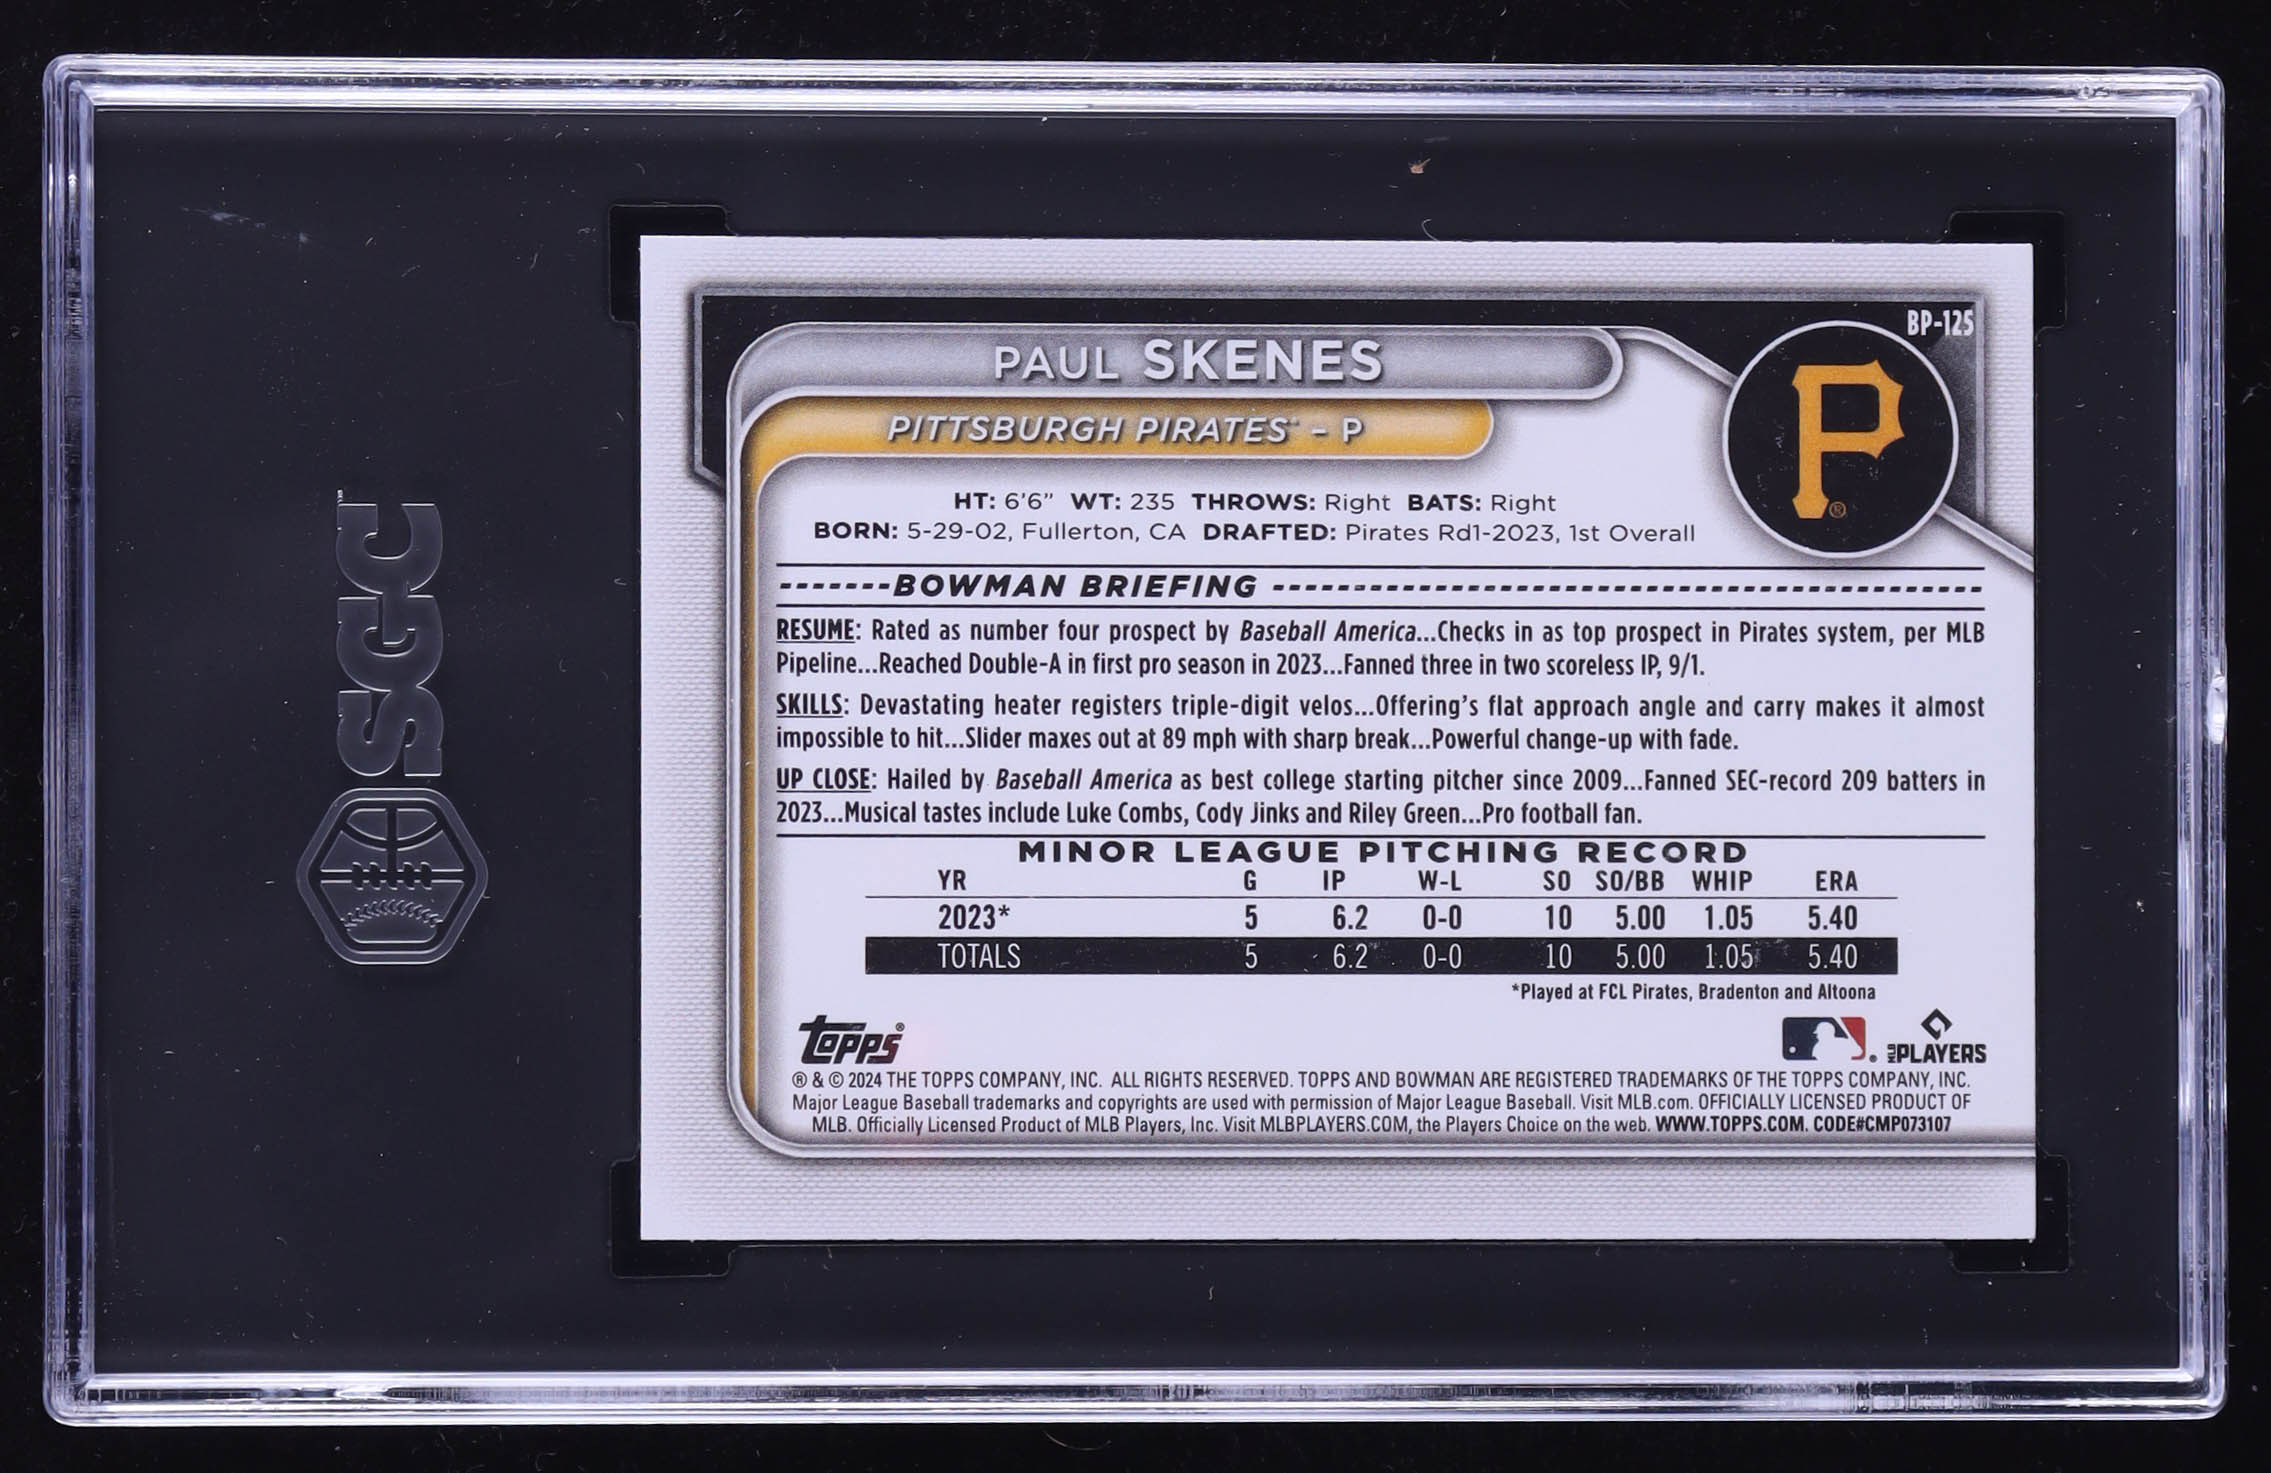 SGC
BP-125
PAUL SKENES
PITTSBURGH PIRATES - P
P®
HT: 6'6" WT: 235 THROWS: Right BATS: Right
BORN: 5-29-02, Fullerton, CA DRAFTED: Pirates Rd1-2023, 1st Overall
-------BOWMAN BRIEFING ------------------------------------
RESUME: Rated as number four prospect by Baseball America...Checks in as top prospect in Pirates system, per MLB
Pipeline...Reached Double-A in first pro season in 2023...Fanned three in two scoreless IP, 9/1.
SKILLS: Devastating heater registers triple-digit velos...Offering's flat approach angle and carry makes it almost
impossible to hit...Slider maxes out at 89 mph with sharp break...Powerful change-up with fade.
UP CLOSE: Hailed by Baseball America as best college starting pitcher since 2009...Fanned SEC-record 209 batters in
2023...Musical tastes include Luke Combs, Cody Jinks and Riley Green...Pro football fan.
MINOR LEAGUE PITCHING RECORD
YR G IP W-L SO SO/BB WHIP ERA
2023* 5 6.2 0-0 10 5.00 1.05 5.40
TOTALS 5 6.2 0-0 10 5.00 1.05 5.40
*Played at FCL Pirates, Bradenton and Altoona
Topps®
® MLB PLAYERS
® & © 2024 THE TOPPS COMPANY, INC. ALL RIGHTS RESERVED. TOPPS AND BOWMAN ARE REGISTERED TRADEMARKS OF THE TOPPS COMPANY, INC.
Major League Baseball trademarks and copyrights are used with permission of Major League Baseball. Visit MLB.com. OFFICIALLY LICENSED PRODUCT OF
MLB. Officially Licensed Product of MLB Players, Inc. Visit MLBPLAYERS.COM, the Players Choice on the web. WWW.TOPPS.COM. CODE#CMP073107